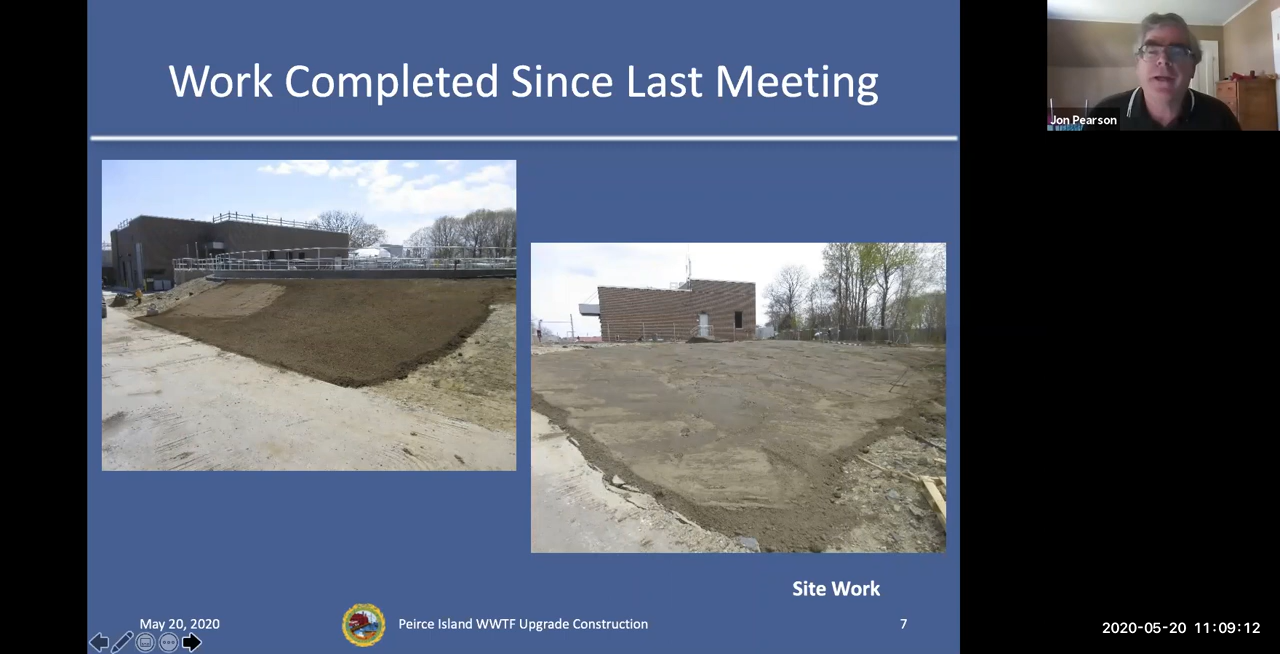 Work Completed Since Last Meeting
Jon Pearson
Site Work
May 20, 2020
Peirce Island WWTF Upgrade Construction
7
2020-05-20 11:09:12